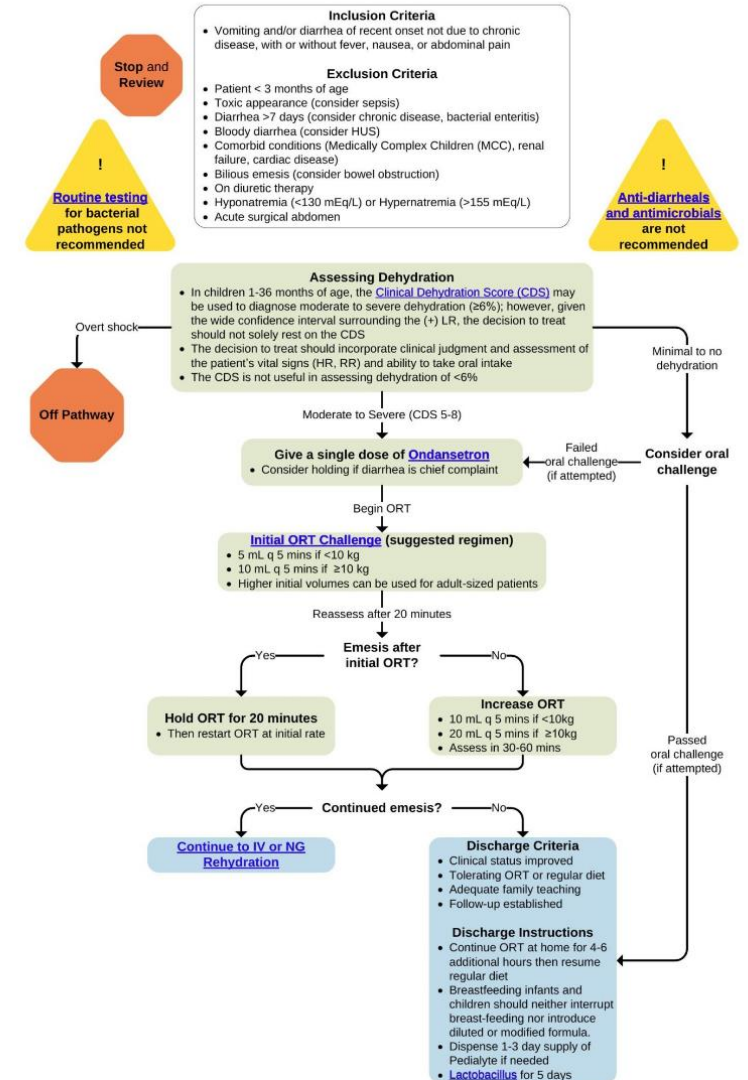 Inclusion Criteria
• Vomiting and/or diarrhea of recent onset not due to chronic
disease, with or without fever, nausea, or abdominal pain
Exclusion Criteria
• Patient < 3 months of age
• Toxic appearance (consider sepsis)
• Diarrhea >7 days (consider chronic disease, bacterial enteritis)
• Bloody diarrhea (consider HUS)
• Comorbid conditions (Medically Complex Children (MCC), renal
failure, cardiac disease)
• Bilious emesis (consider bowel obstruction)
• On diuretic therapy
• Hyponatremia (<130 mEq/L) or Hypernatremia (>155 mEq/L)
• Acute surgical abdomen
Stop and
Review
!
Routine testing
for bacterial
pathogens not
recommended
!
Anti-diarrheals
and antimicrobials
are not
recommended
Assessing Dehydration
• In children 1-36 months of age, the Clinical Dehydration Score (CDS) may
be used to diagnose moderate to severe dehydration (≥6%); however, given
the wide confidence interval surrounding the (+) LR, the decision to treat
should not solely rest on the CDS
• The decision to treat should incorporate clinical judgment and assessment of
the patient's vital signs (HR, RR) and ability to take oral intake
• The CDS is not useful in assessing dehydration of <6%
Overt shock
Off Pathway
Minimal to no
dehydration
Moderate to Severe (CDS 5-8)
Give a single dose of Ondansetron
• Consider holding if diarrhea is chief complaint
Failed
oral challenge
(if attempted)
Consider oral
challenge
Begin ORT
Initial ORT Challenge (suggested regimen)
• 5 mL q 5 mins if <10 kg
• 10 mL q 5 mins if ≥10 kg
• Higher initial volumes can be used for adult-sized patients
Reassess after 20 minutes
Emesis after
initial ORT?
Yes
No
Hold ORT for 20 minutes
• Then restart ORT at initial rate
Increase ORT
• 10 mL q 5 mins if <10kg
• 20 mL q 5 mins if ≥10kg
• Assess in 30-60 mins
Passed
oral challenge
(if attempted)
Continued emesis?
Yes
No
Continue to IV or NG
Rehydration
Discharge Criteria
• Clinical status improved
• Tolerating ORT or regular diet
• Adequate family teaching
• Follow-up established
Discharge Instructions
• Continue ORT at home for 4-6
additional hours then resume
regular diet
• Breastfeeding infants and
children should neither interrupt
breast-feeding nor introduce
diluted or modified formula.
• Dispense 1-3 day supply of
Pedialyte if needed
• Lactobacillus for 5 days